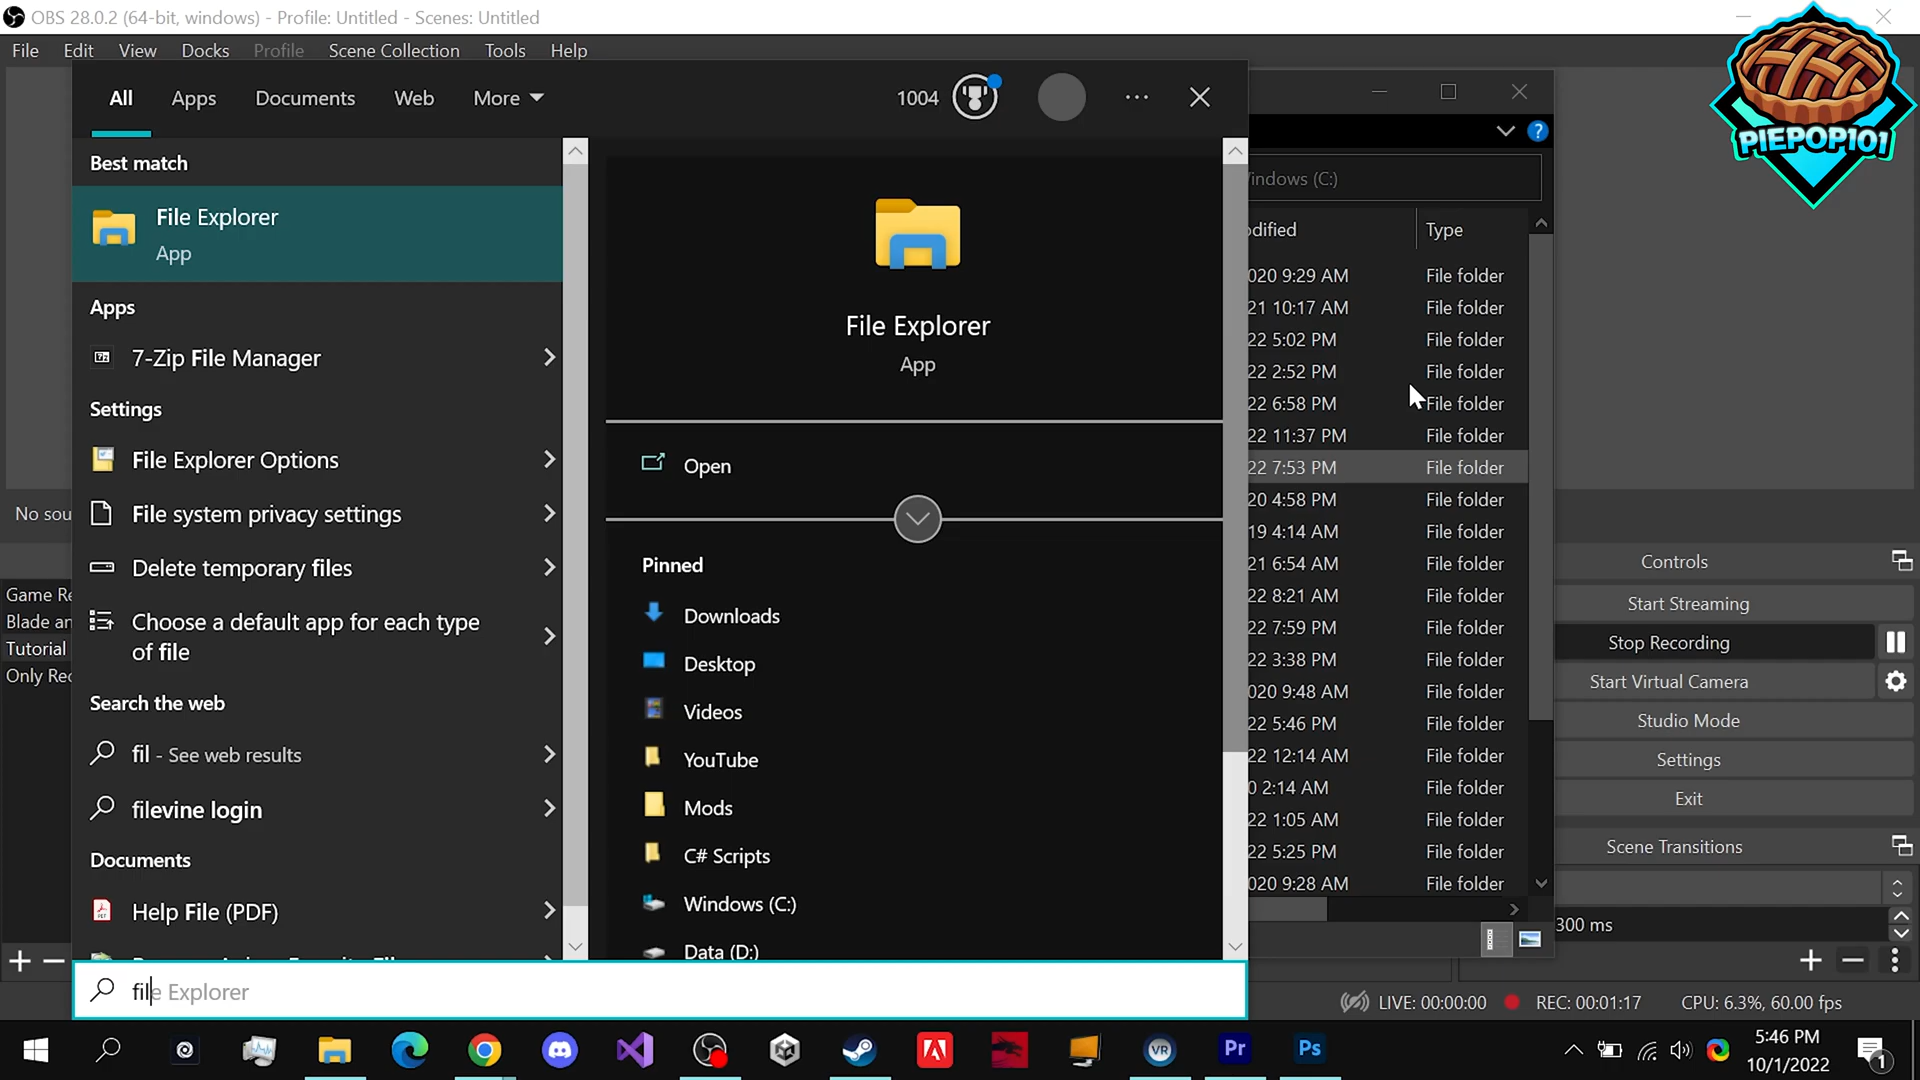 OBS 28.0.2 (64-bit, windows) - Profile: Untitled - Scenes: Untitled
File Edit View Docks Profile Scene Collection Tools Help
PIEPOP101
All Apps Documents Web More 1004
Best match
File Explorer
App
Apps
7-Zip File Manager
Settings
File Explorer Options
File system privacy settings
Delete temporary files
Choose a default app for each type
of file
Search the web
fil - See web results
filevine login
Documents
Help File (PDF)
file Explorer
File Explorer
App
Open
Pinned
Downloads
Desktop
Videos
YouTube
Mods
C# Scripts
Windows (C:)
Data (D:)
indows (C:)
odified Type
020 9:29 AM File folder
21 10:17 AM File folder
22 5:02 PM File folder
22 2:52 PM File folder
22 6:58 PM File folder
22 11:37 PM File folder
22 7:53 PM File folder
20 4:58 PM File folder
19 4:14 AM File folder
21 6:54 AM File folder
22 8:21 AM File folder
22 7:59 PM File folder
22 3:38 PM File folder
020 9:48 AM File folder
22 5:46 PM File folder
22 12:14 AM File folder
0 2:14 AM File folder
22 1:05 AM File folder
22 5:25 PM File folder
020 9:28 AM File folder
No sou
Game Re
Blade an
Tutorial
Only Rec
Controls
Start Streaming
Stop Recording
Start Virtual Camera
Studio Mode
Settings
Exit
Scene Transitions
300 ms
LIVE: 00:00:00 REC: 00:01:17 CPU: 6.3%, 60.00 fps
VR Pr Ps
5:46 PM
10/1/2022
1